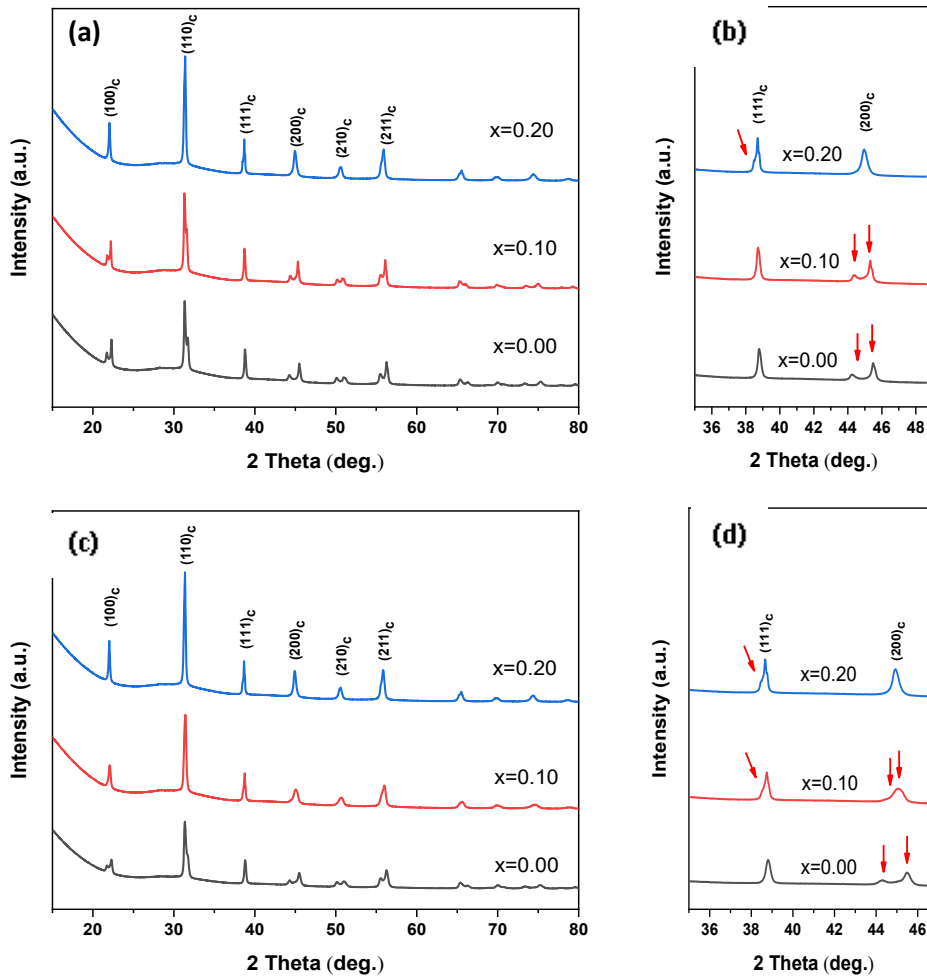 (a)
(100)c
(110)c
(111)c
(200)c
(210)c
(211)c
x=0.20
x=0.10
x=0.00
Intensity (a.u.)
20 30 40 50 60 70 80
2 Theta (deg.)
(b)
(111)c
(200)c
x=0.20
x=0.10
x=0.00
Intensity (a.u.)
36 38 40 42 44 46 48
2 Theta (deg.)
(c)
(100)c
(110)c
(111)c
(200)c
(210)c
(211)c
x=0.20
x=0.10
x=0.00
Intensity (a.u.)
20 30 40 50 60 70 80
2 Theta (deg.)
(d)
(111)c
(200)c
x=0.20
x=0.10
x=0.00
Intensity (a.u.)
36 38 40 42 44 46
2 Theta (deg.)